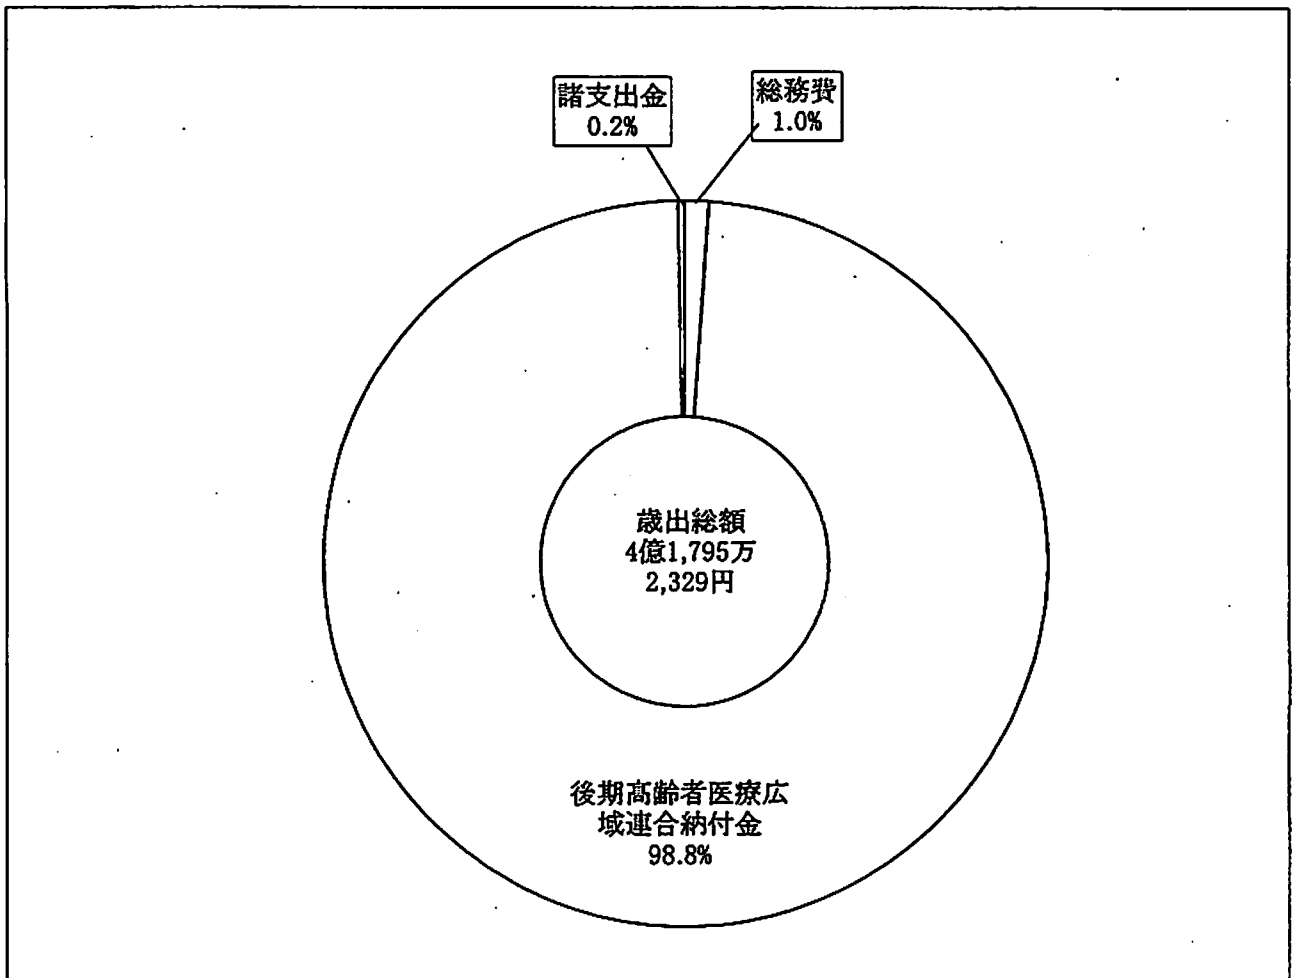 諸支出金
0.2%
総務費
1.0%
歳出総額
4億1,795万
2,329円
後期高齢者医療広
域連合納付金
98.8%